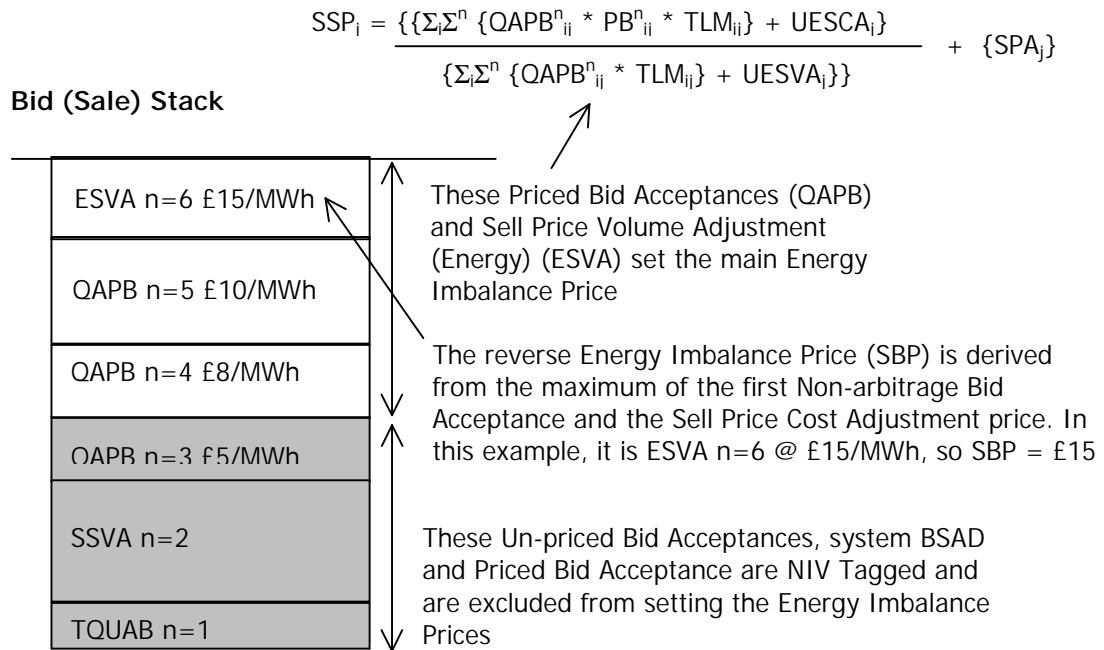 SSPi = {{ΣiΣⁿ {QAPBⁿii * PBⁿii * TLMii} + UESCAi}
+ {SPAj}
{ΣiΣⁿ {QAPBⁿij * TLMij} + UESVAi}}
Bid (Sale) Stack
ESVA n=6 £15/MWh
QAPB n=5 £10/MWh
QAPB n=4 £8/MWh
QAPB n=3 £5/MWh
SSVA n=2
TQUAB n=1
These Priced Bid Acceptances (QAPB)
and Sell Price Volume Adjustment
(Energy) (ESVA) set the main Energy
Imbalance Price
The reverse Energy Imbalance Price (SBP) is derived
from the maximum of the first Non-arbitrage Bid
Acceptance and the Sell Price Cost Adjustment price. In
this example, it is ESVA n=6 @ £15/MWh, so SBP = £15
These Un-priced Bid Acceptances, system BSAD
and Priced Bid Acceptance are NIV Tagged and
are excluded from setting the Energy Imbalance
Prices